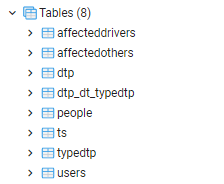 Tables (8)
affecteddrivers
affectedothers
dtp
dtp_dt_typedtp
people
ts
typedtp
users